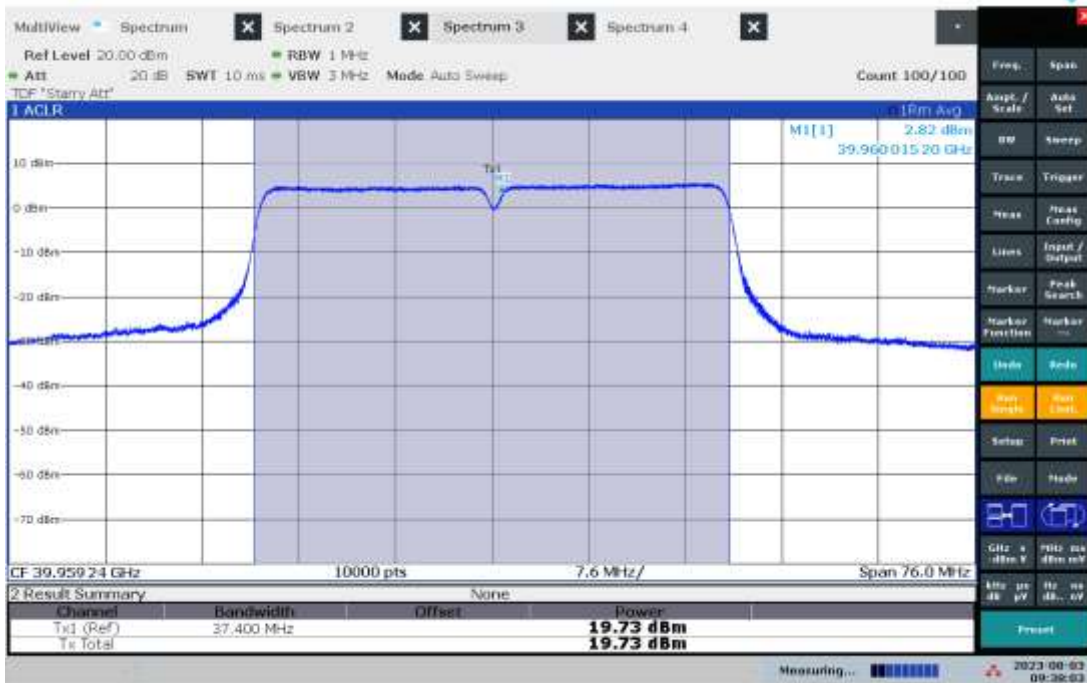 MultiView Spectrum X Spectrum 2 X Spectrum 3 X Spectrum 4 X
Ref Level 20.00 dBm RBW 1 MHz
Att 20 dB SWT 10 ms VBW 3 MHz Mode Auto Sweep Count 100/100
TDF "Starry Att"
1 ACLR 1Rm Avg
M1[1] 2.82 dBm
39.960 015 20 GHz
10 dBm
Tx1
M1
0 dBm
-10 dBm
-20 dBm
-40 dBm
-50 dBm
-60 dBm
-70 dBm
CF 39.95924 GHz 10000 pts 7.6 MHz/ Span 76.0 MHz
2 Result Summary None
Channel Bandwidth Offset Power
Tx1 (Ref) 37.400 MHz 19.73 dBm
Tx Total 19.73 dBm
Measuring...
Freq. Span
Ampt. / Scale Auto Set
BW Sweep
Trace Trigger
Meas Meas Config
Lines Input / Output
Marker Peak Search
Marker Function Marker
Undo Redo
Run Single Run Cont.
Setup Print
File Mode
Preset
09:38:03